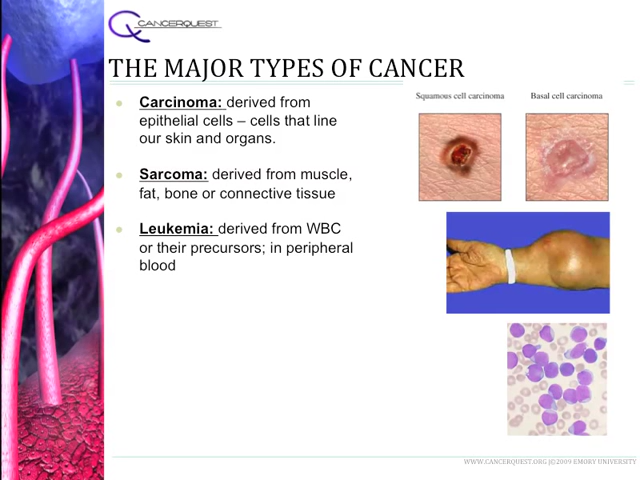 CANCERQUEST
THE MAJOR TYPES OF CANCER
Carcinoma: derived from
epithelial cells – cells that line
our skin and organs.
Sarcoma: derived from muscle,
fat, bone or connective tissue
Leukemia: derived from WBC
or their precursors; in peripheral
blood
Squamous cell carcinoma
Basal cell carcinoma
WWW.CANCERQUEST.ORG |©2009 EMORY UNIVERSITY